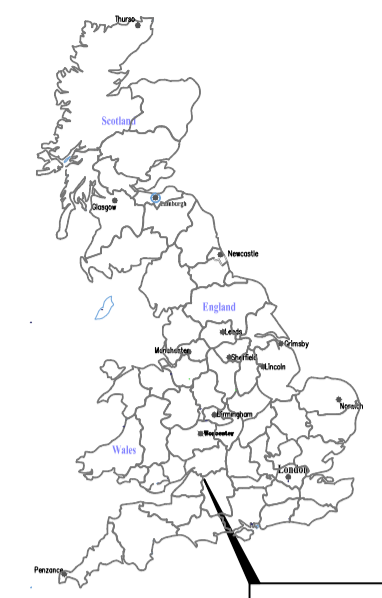 Thurso
Scotland
Edinburgh
Glasgow
Newcastle
England
Leeds
Manchester
Grimsby
Sheffield
Lincoln
Norwich
Birmingham
Worcester
Wales
London
Penzance